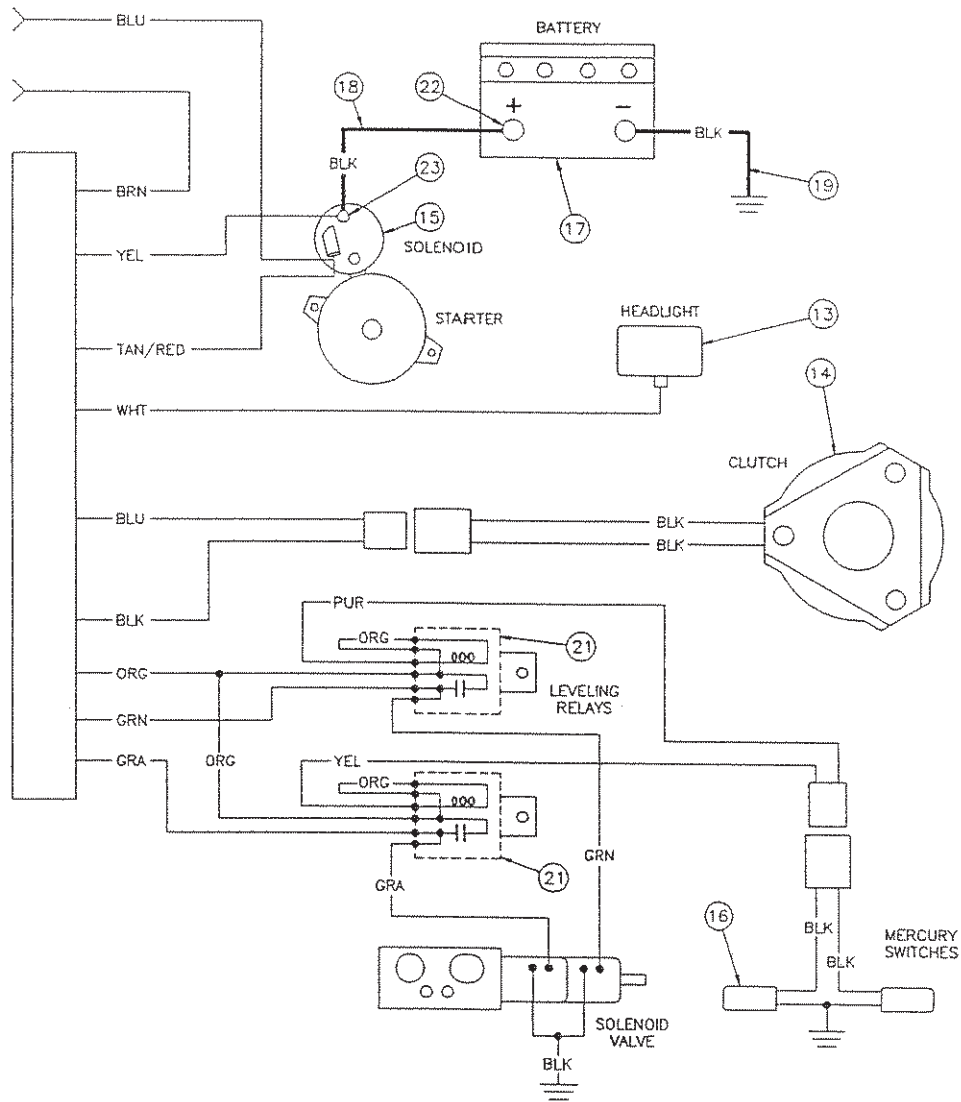 BLU
BATTERY
18
22
+
−
BLK
BLK
23
19
BRN
15
17
YEL
SOLENOID
HEADLIGHT
13
STARTER
TAN/RED
14
WHT
CLUTCH
BLU
BLK
BLK
PUR
BLK
ORG
21
ORG
LEVELING
RELAYS
GRN
GRA
ORG
YEL
ORG
GRN
21
GRA
16
BLK
MERCURY
SWITCHES
BLK
SOLENOID
VALVE
BLK